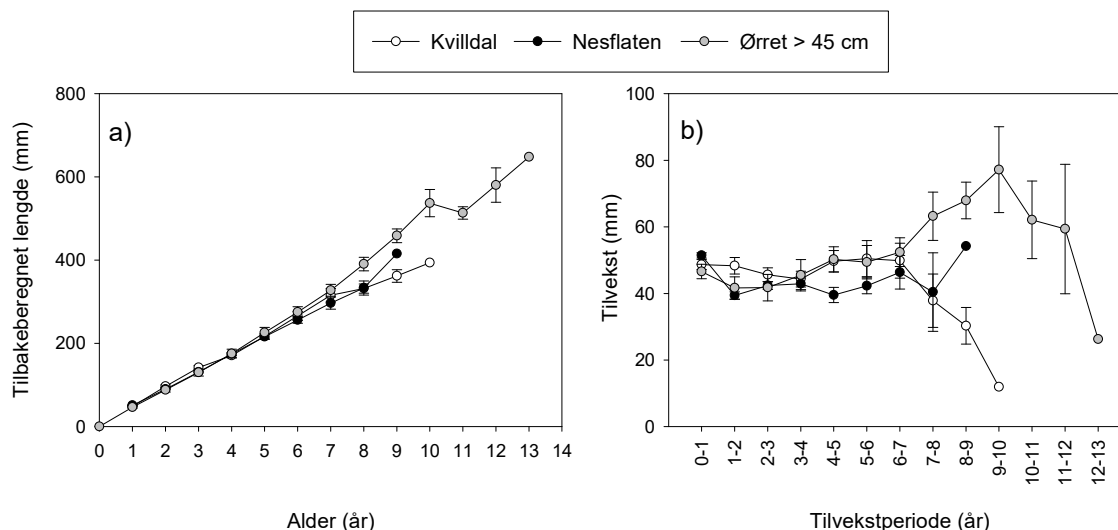 Kvilldal Nesflaten Ørret > 45 cm
a)
Tilbakeberegnet lengde (mm)
800
600
400
200
0
0 1 2 3 4 5 6 7 8 9 10 11 12 13 14
Alder (år)
b)
Tilvekst (mm)
100
80
60
40
20
0
0-1 1-2 2-3 3-4 4-5 5-6 6-7 7-8 8-9 9-10 10-11 11-12 12-13
Tilvekstperiode (år)